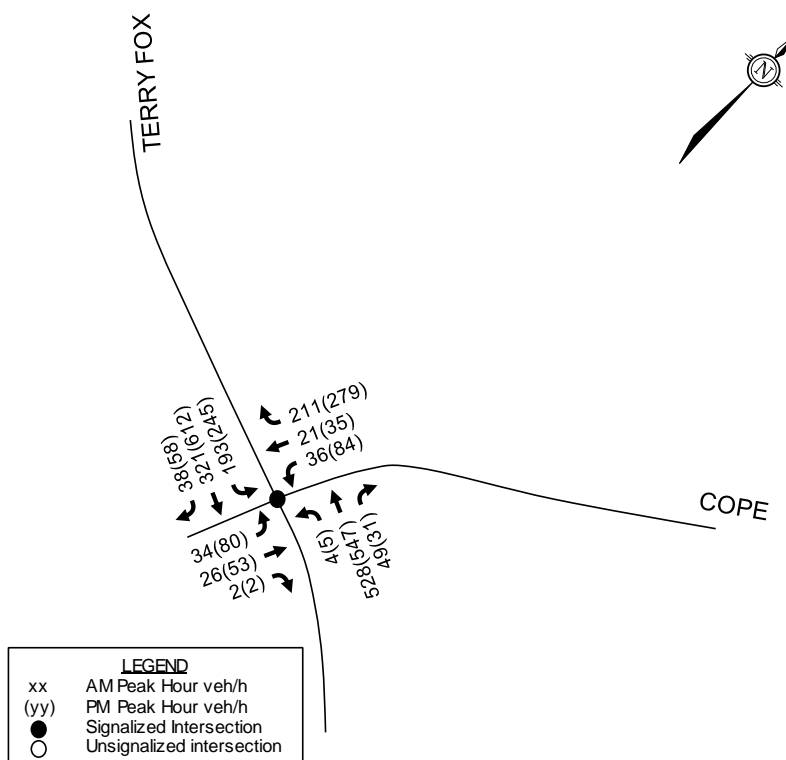 TERRY FOX
N
38(58)
321(612)
193(245)
211(279)
21(35)
36(84)
COPE
34(80)
26(53)
2(2)
4(5)
528(547)
49(31)
LEGEND
xx AM Peak Hour veh/h
(yy) PM Peak Hour veh/h
Signalized Intersection
Unsignalized intersection